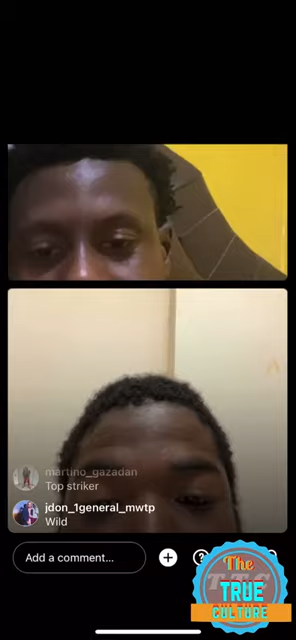 martino_gazadan
Top striker
jdon_1general_mwtp
Wild
Add a comment...
The
TRUE
CULTURE